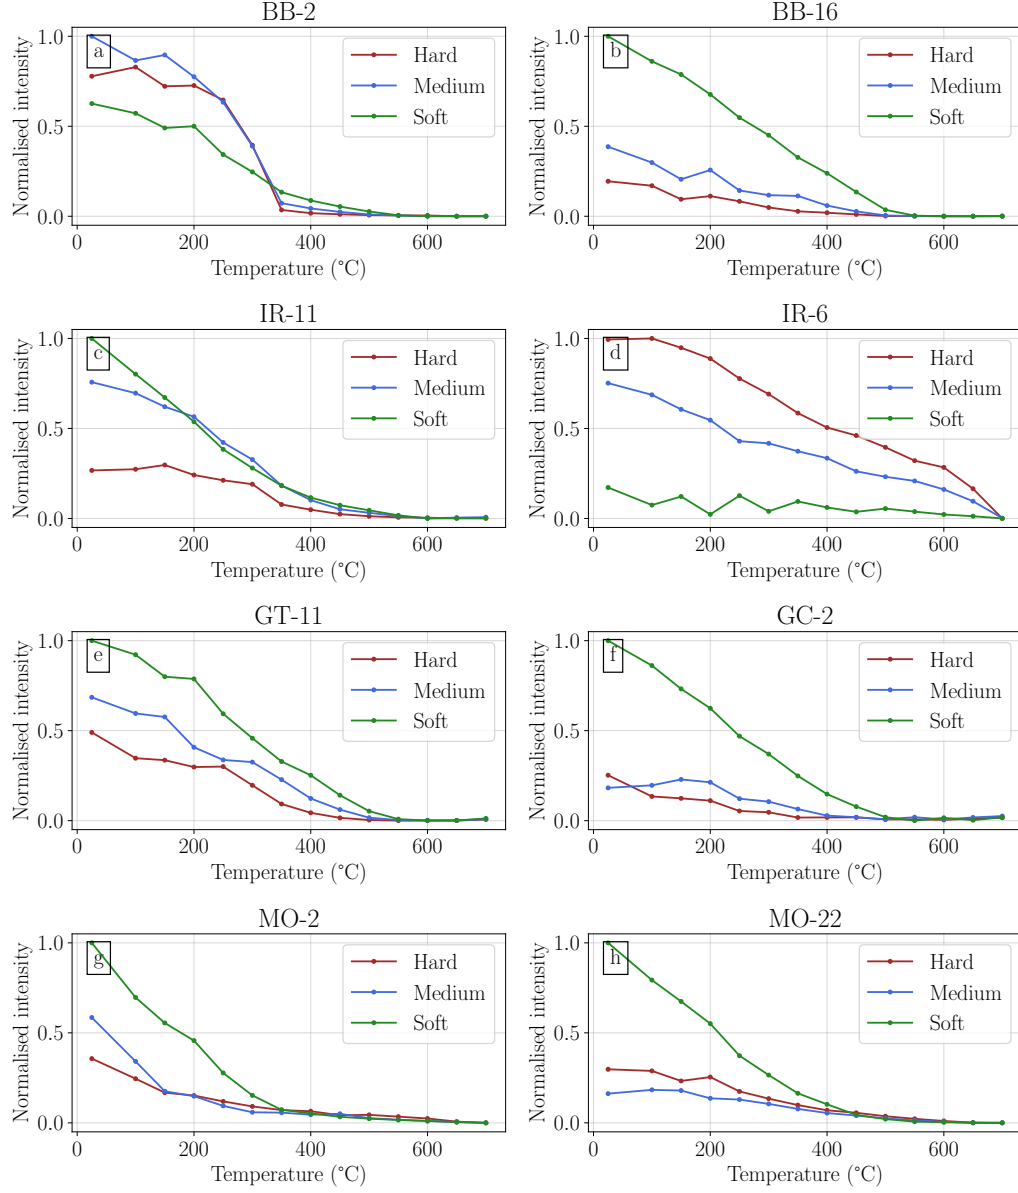 BB-2
BB-16
Normalised intensity
1.0
0.5
0.0
a
Hard
Medium
Soft
0
200
400
600
Temperature (°C)
Normalised intensity
1.0
0.5
0.0
b
Hard
Medium
Soft
0
200
400
600
Temperature (°C)
IR-11
IR-6
Normalised intensity
1.0
0.5
0.0
c
Hard
Medium
Soft
0
200
400
600
Temperature (°C)
Normalised intensity
1.0
0.5
0.0
d
Hard
Medium
Soft
0
200
400
600
Temperature (°C)
GT-11
GC-2
Normalised intensity
1.0
0.5
0.0
e
Hard
Medium
Soft
0
200
400
600
Temperature (°C)
Normalised intensity
1.0
0.5
0.0
f
Hard
Medium
Soft
0
200
400
600
Temperature (°C)
MO-2
MO-22
Normalised intensity
1.0
0.5
0.0
g
Hard
Medium
Soft
0
200
400
600
Temperature (°C)
Normalised intensity
1.0
0.5
0.0
h
Hard
Medium
Soft
0
200
400
600
Temperature (°C)